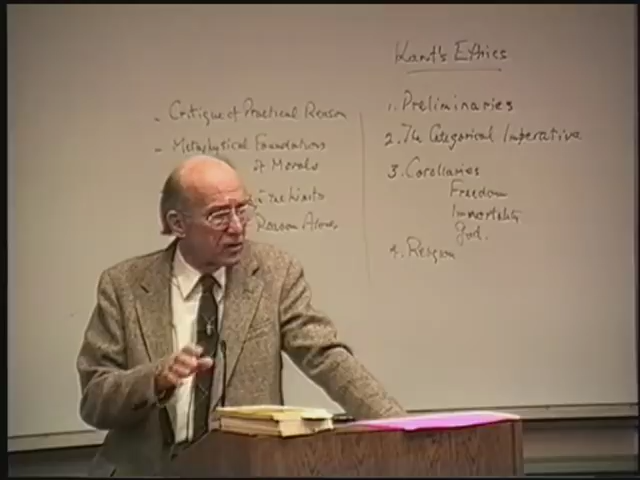 - Critique of Practical Reason
- Metaphysical Foundations
of Morals
the Limits
Reason Alone
Kant's Ethics
1. Preliminaries
2. The Categorical Imperative
3. Corollaries
Freedom
Immortality
God.
4. Religion